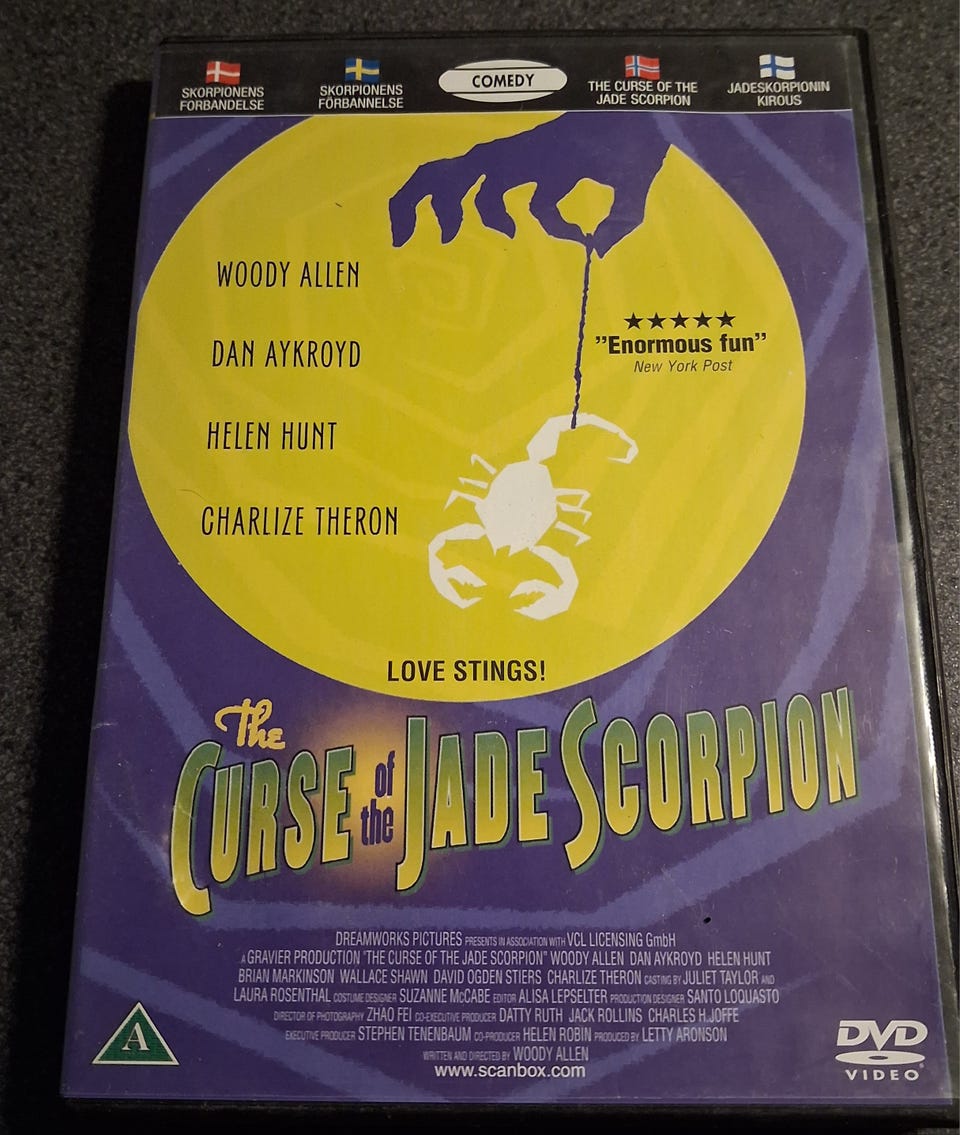 SKORPIONENS
FORBANDELSE
SKORPIONENS
FÖRBANNELSE
COMEDY
THE CURSE OF THE
JADE SCORPION
JADESKORPIONIN
KIROUS
WOODY ALLEN
DAN AYKROYD
HELEN HUNT
CHARLIZE THERON
★★★★★
”Enormous fun”
New York Post
LOVE STINGS!
The
CURSE of the JADE SCORPION
DREAMWORKS PICTURES PRESENTS IN ASSOCIATION WITH VCL LICENSING GmbH
A GRAVIER PRODUCTION "THE CURSE OF THE JADE SCORPION" WOODY ALLEN DAN AYKROYD HELEN HUNT
BRIAN MARKINSON WALLACE SHAWN DAVID OGDEN STIERS CHARLIZE THERON CASTING BY JULIET TAYLOR AND
LAURA ROSENTHAL COSTUME DESIGNER SUZANNE McCABE EDITOR ALISA LEPSELTER PRODUCTION DESIGNER SANTO LOQUASTO
DIRECTOR OF PHOTOGRAPHY ZHAO FEI CO-EXECUTIVE PRODUCER DATTY RUTH JACK ROLLINS CHARLES H.JOFFE
EXECUTIVE PRODUCER STEPHEN TENENBAUM CO-PRODUCER HELEN ROBIN PRODUCED BY LETTY ARONSON
WRITTEN AND DIRECTED BY WOODY ALLEN
www.scanbox.com
A
DVD
VIDEO